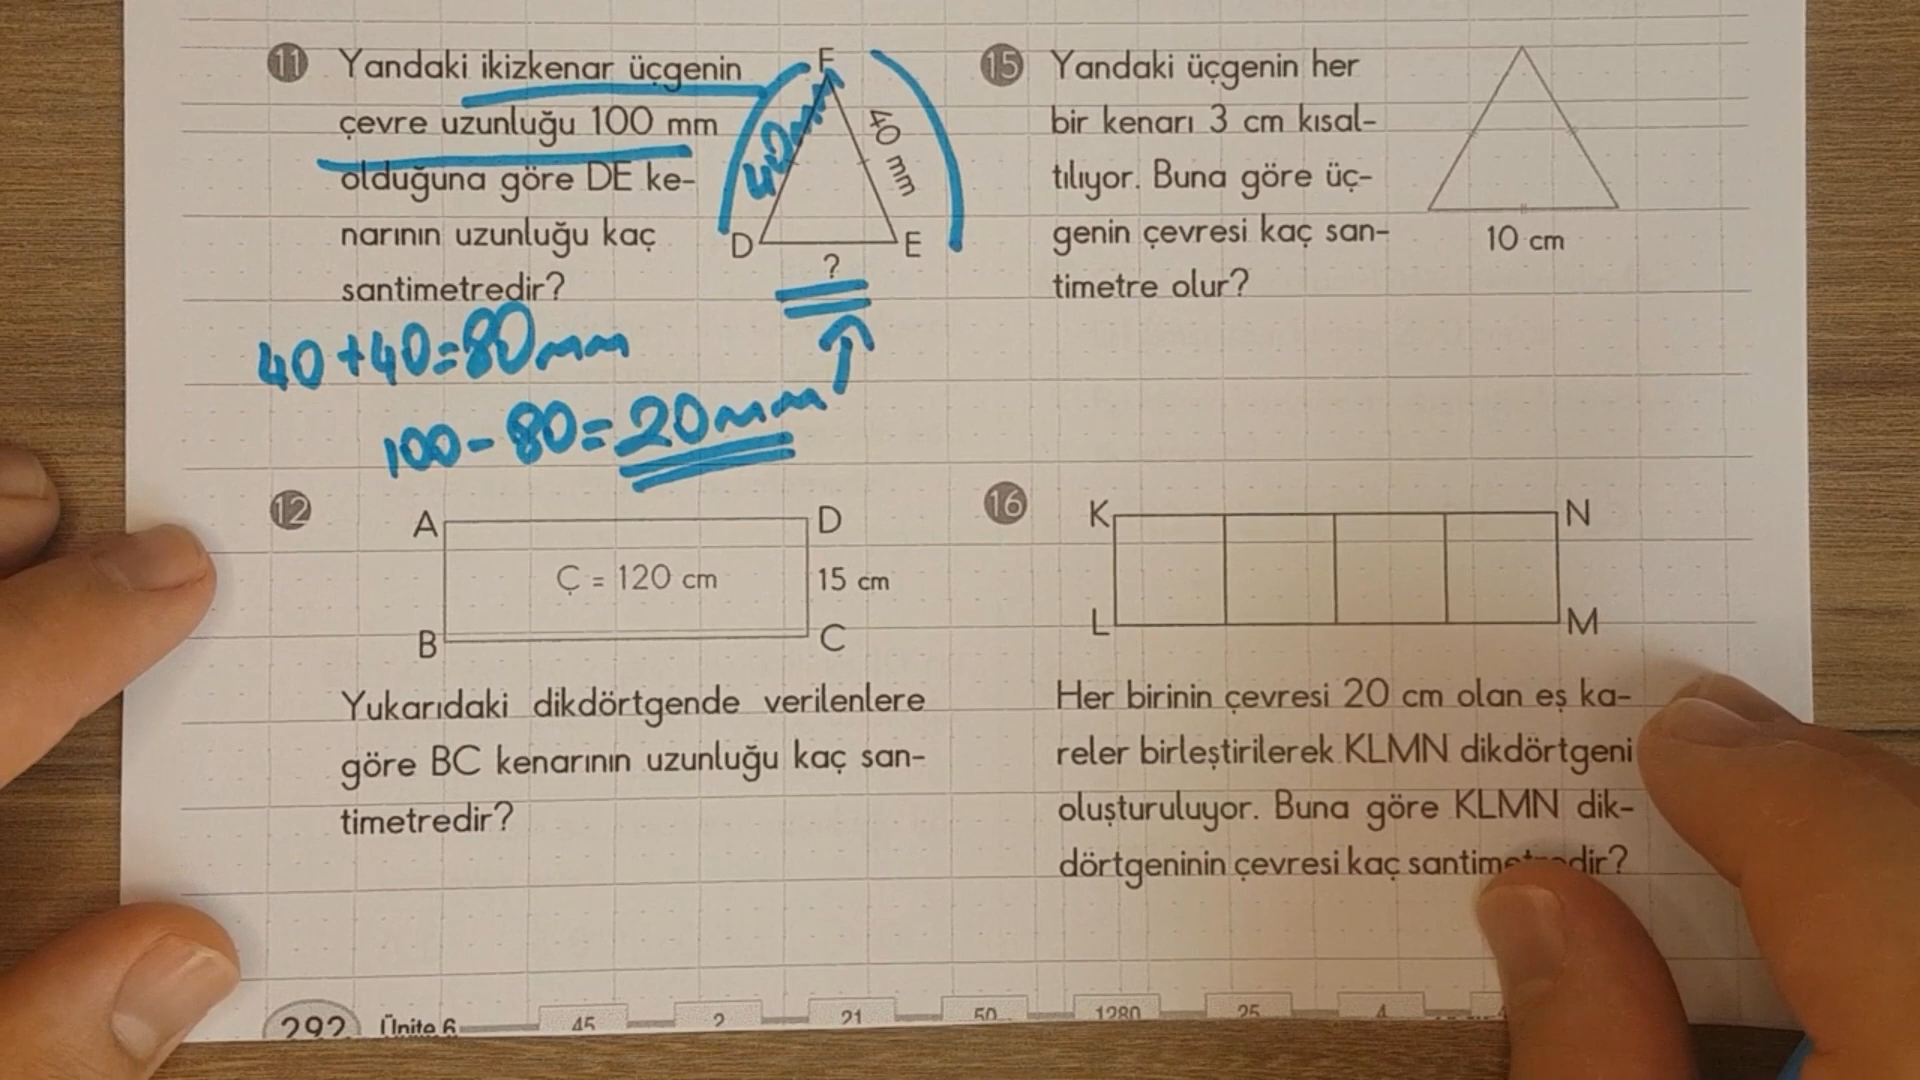 11 Yandaki ikizkenar üçgenin
çevre uzunluğu 100 mm
olduğuna göre DE ke-
narının uzunluğu kaç
santimetredir?
F
40mm
40 mm
D
E
?
40+40=80mm
100-80=20mm
12
A
D
Ç = 120 cm
15 cm
B
C
Yukarıdaki dikdörtgende verilenlere
göre BC kenarının uzunluğu kaç san-
timetredir?
15 Yandaki üçgenin her
bir kenarı 3 cm kısal-
tılıyor. Buna göre üç-
genin çevresi kaç san-
timetre olur?
10 cm
16
K
N
L
M
Her birinin çevresi 20 cm olan eş ka-
reler birleştirilerek KLMN dikdörtgeni
oluşturuluyor. Buna göre KLMN dik-
dörtgeninin çevresi kaç santimetredir?
292 Ünite 6 45 2 21 50 1280 25 4